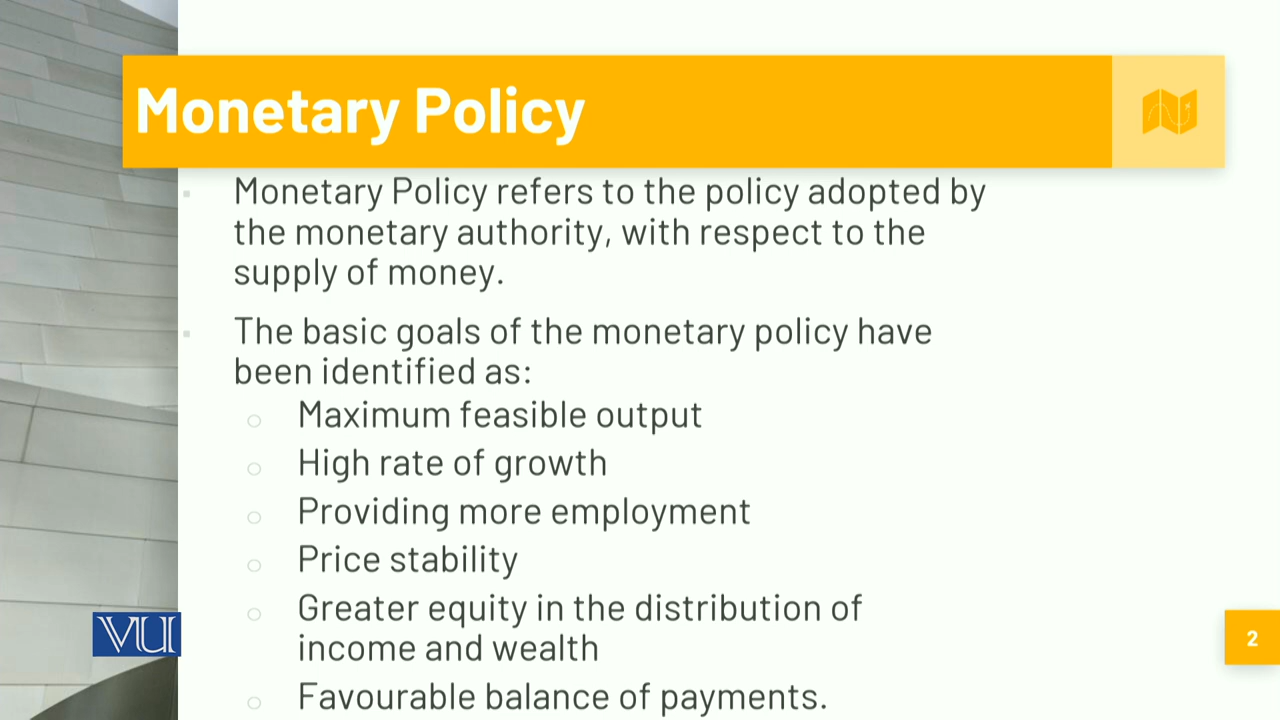 Monetary Policy
Monetary Policy refers to the policy adopted by
the monetary authority, with respect to the
supply of money.
The basic goals of the monetary policy have
been identified as:
Maximum feasible output
High rate of growth
Providing more employment
Price stability
Greater equity in the distribution of
income and wealth
Favourable balance of payments.
VU
2